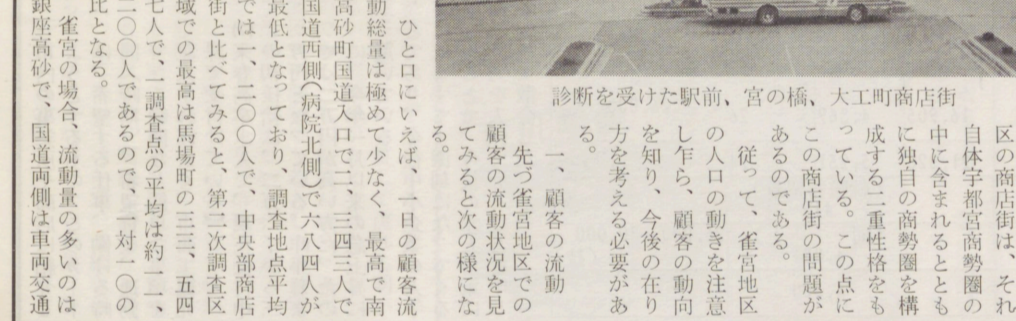 診断を受けた駅前、宮の橋、大工町商店街
区の商店街は、それ
自体宇都宮商勢圏の
中に含まれるととも
に独自の商勢圏を構
成する二重性格をも
っている。この点に
この商店街の問題が
あるのである。
従って、雀宮地区
の人口の動きを注意
し乍ら、顧客の動向
を知り、今後の在り
方を考える必要があ
る。
一、顧客の流動
先づ雀宮地区での
顧客の流動状況を見
てみると次の様にな
る。
ひと口にいえば、一日の顧客流
動総量は極めて少なく、最高で南
高砂町国道入口で二、三四三人で
国道西側(病院北側)で六八四人が
最低となっており、調査地点平均
では一、二〇〇人で、中央部商店
街と比べてみると、第二次調査区
域での最高は馬場町の三三、五四
七人で、一調査点の平均は約一一、
二〇〇人であるので、一対一〇の
比となる。
雀宮の場合、流動量の多いのは
銀座高砂で、国道両側は車両交通